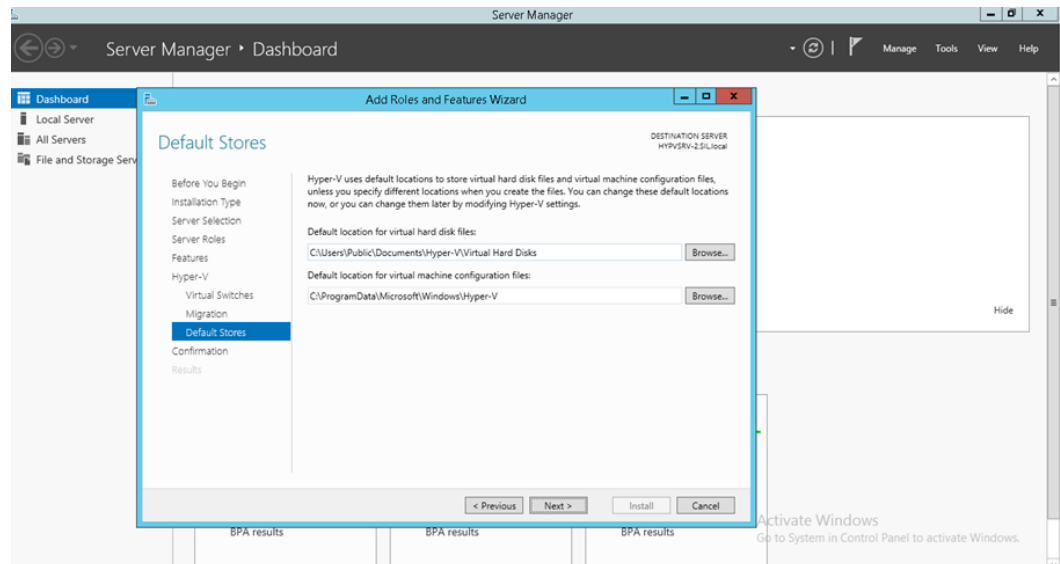 Server Manager
Server Manager • Dashboard
Manage Tools View Help
Dashboard
Local Server
All Servers
File and Storage Serv
Add Roles and Features Wizard
Default Stores
DESTINATION SERVER
HYPVSRV-2.SIL.local
Before You Begin
Installation Type
Server Selection
Server Roles
Features
Hyper-V
Virtual Switches
Migration
Default Stores
Confirmation
Results
Hyper-V uses default locations to store virtual hard disk files and virtual machine configuration files,
unless you specify different locations when you create the files. You can change these default locations
now, or you can change them later by modifying Hyper-V settings.
Default location for virtual hard disk files:
C:\Users\Public\Documents\Hyper-V\Virtual Hard Disks Browse...
Default location for virtual machine configuration files:
C:\ProgramData\Microsoft\Windows\Hyper-V Browse...
< Previous Next > Install Cancel
Hide
BPA results BPA results BPA results
Activate Windows
Go to System in Control Panel to activate Windows.